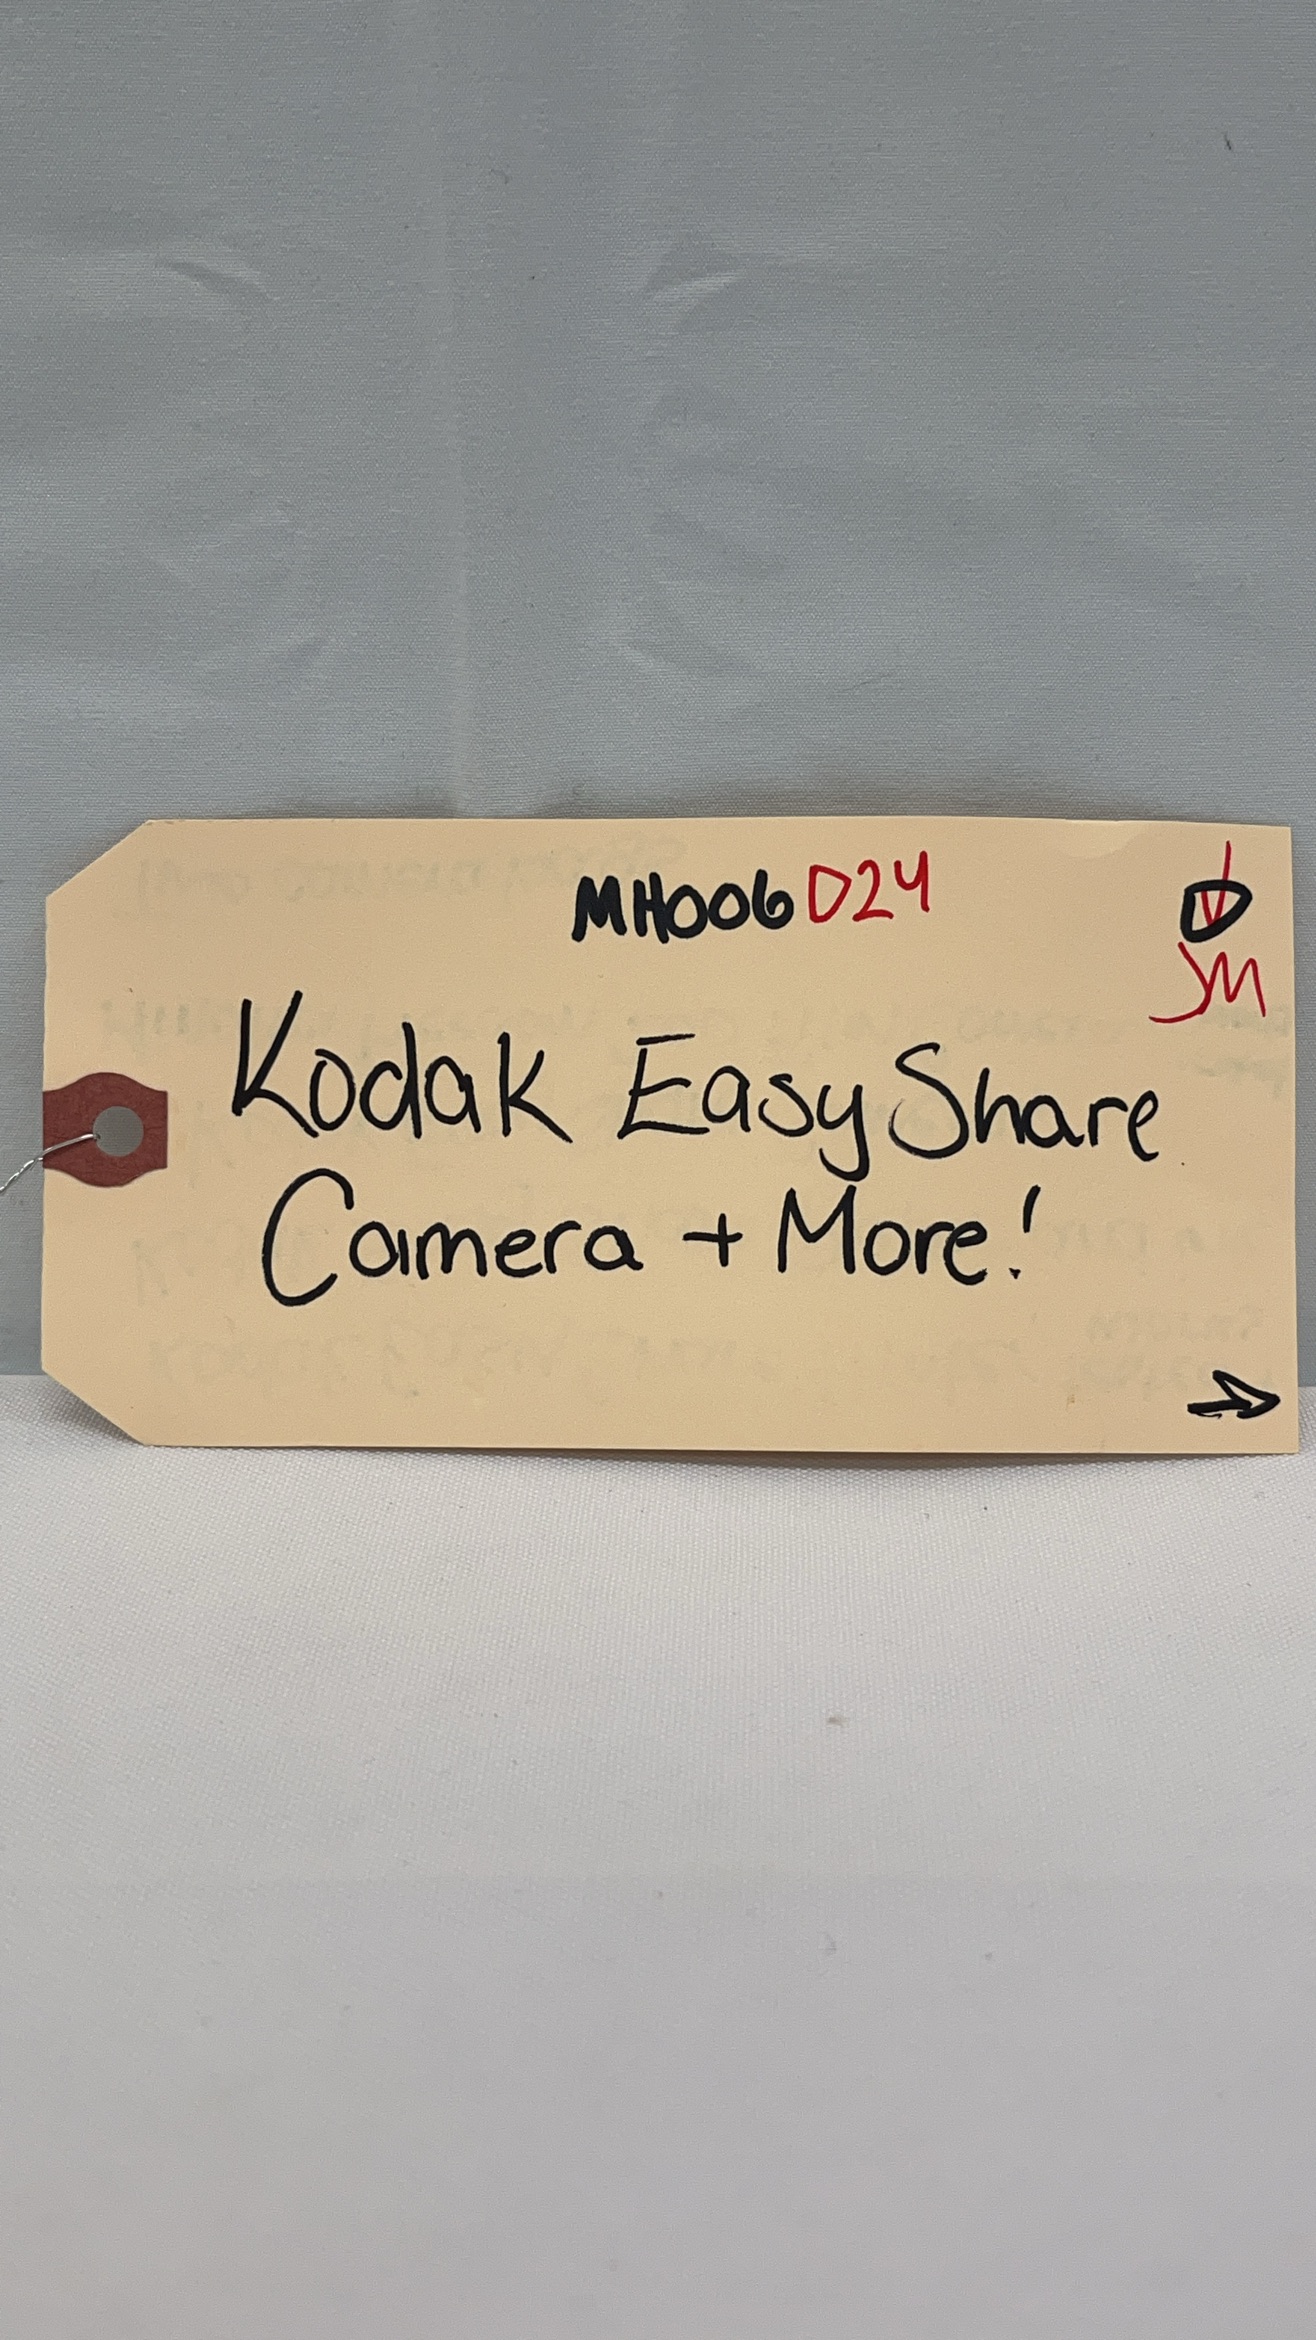 MH006D24
D
JM
Kodak EasyShare
Camera + More!